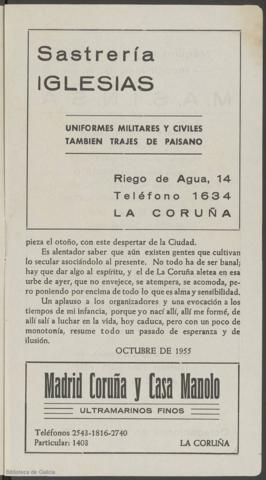 Sastrería
IGLESIAS
UNIFORMES MILITARES Y CIVILES
TAMBIEN TRAJES DE PAISANO
Riego de Agua, 14
Teléfono 1634
LA CORUÑA
pieza el otoño, con este despertar de la Ciudad.
Es alentador saber que aún existen gentes que cultivan
lo secular asociándolo al presente. No todo ha de ser banal;
hay que dar algo al espíritu, y el de La Coruña aletea en esa
urbe de ayer, que no envejece, se atempera, se acomoda, pe-
ro poniendo por encima de todo lo que es alma y sensibilidad.
Un aplauso a los organizadores y una evocación a los
tiempos de mi infancia, porque yo nací allí, allí me formé, de
allí salí a luchar en la vida, hoy caduca, pero con un poco de
monotonía, resume todo un pasado de esperanza y de
ilusión.
OCTUBRE DE 1955
Madrid Coruña y Casa Manolo
ULTRAMARINOS FINOS
Teléfonos 2543-1816-2740
Particular: 1403 LA CORUÑA
Biblioteca de Galicia